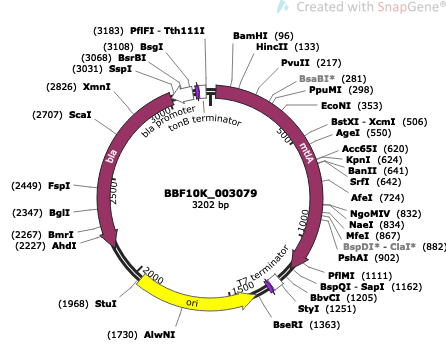 Created with SnapGene®
(3183) PflFI - Tth111I
(3108) BsgI
(3068) BsrBI
(3031) SspI
(2826) XmnI
(2707) ScaI
(2449) FspI
(2347) BglI
(2267) BmrI
(2227) AhdI
(1968) StuI
(1730) AlwNI
BamHI (96)
HincII (133)
PvuII (217)
BsaBI* (281)
PpuMI (298)
EcoNI (353)
BstXI - XcmI (506)
AgeI (550)
Acc65I (620)
KpnI (624)
BanII (641)
SrfI (642)
AfeI (724)
NgoMIV (832)
NaeI (834)
MfeI (867)
BspDI* - ClaI* (882)
PshAI (902)
PflMI (1111)
BspQI - SapI (1162)
BbvCI (1205)
StyI (1251)
BseRI (1363)
bla promoter
tonB terminator
bla
mtlA
T7 terminator
ori
500
1000
1500
2000
2500
3000
BBF10K_003079
3202 bp